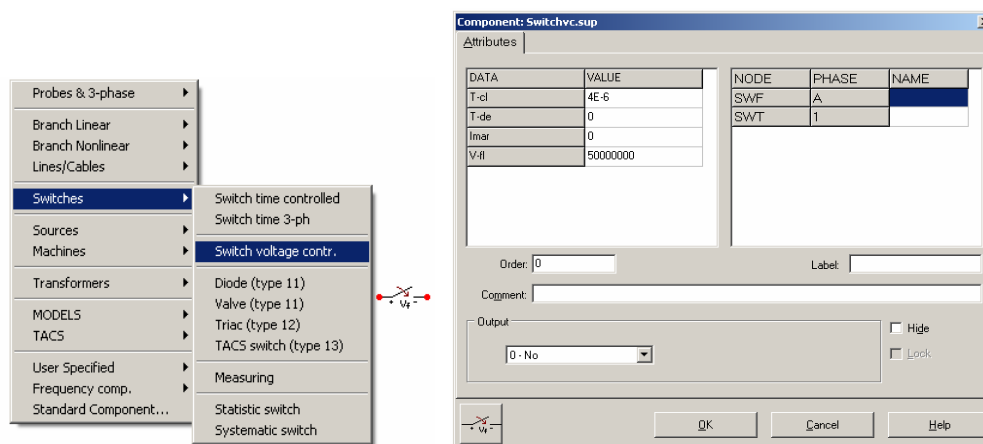 Probes & 3-phase
Branch Linear
Branch Nonlinear
Lines/Cables
Switches
Sources
Machines
Transformers
MODELS
TACS
User Specified
Frequency comp.
Standard Component...
Switch time controlled
Switch time 3-ph
Switch voltage contr.
Diode (type 11)
Valve (type 11)
Triac (type 12)
TACS switch (type 13)
Measuring
Statistic switch
Systematic switch
+ Vf -
Component: Switchvc.sup
Attributes
DATA VALUE
T-cl 4E-6
T-de 0
Imar 0
V-fl 50000000
NODE PHASE NAME
SWF A
SWT 1
Order: 0
Label:
Comment:
Output
0 - No
Hide
Lock
+ Vf -
OK
Cancel
Help